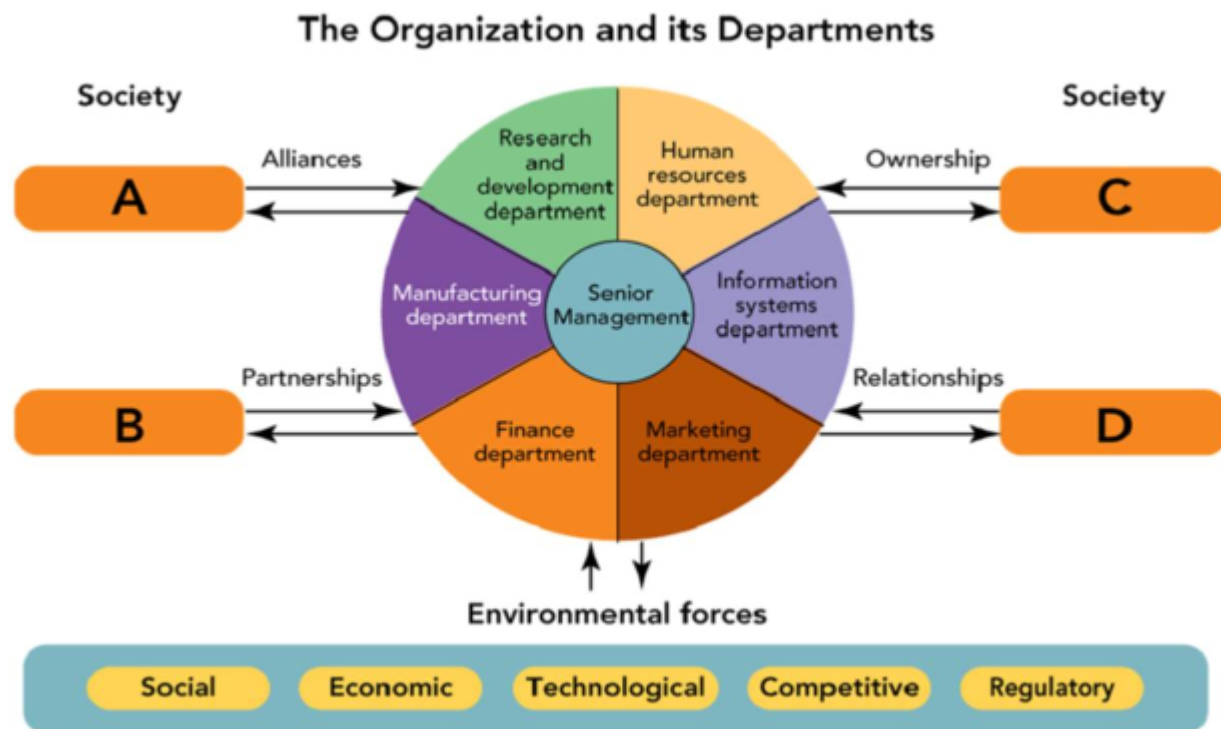 The Organization and its Departments
Society
Society
Alliances
A
Ownership
C
Research
and
development
department
Human
resources
department
Manufacturing
department
Senior
Management
Information
systems
department
Partnerships
B
Relationships
D
Finance
department
Marketing
department
Environmental forces
Social
Economic
Technological
Competitive
Regulatory